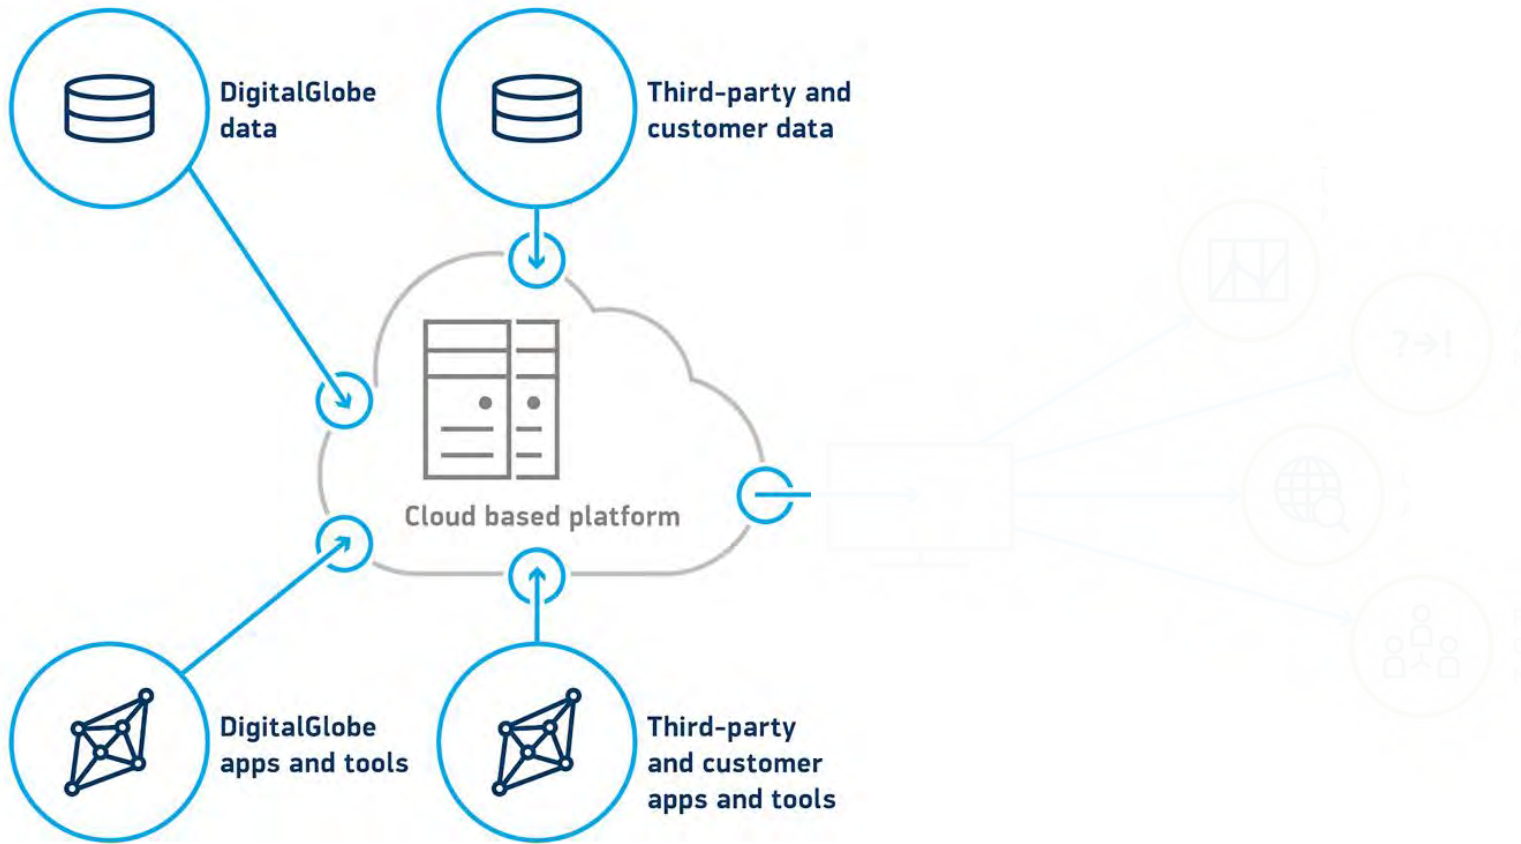 DigitalGlobe
data
Third-party and
customer data
Cloud based platform
DigitalGlobe
apps and tools
Third-party
and customer
apps and tools
?→!